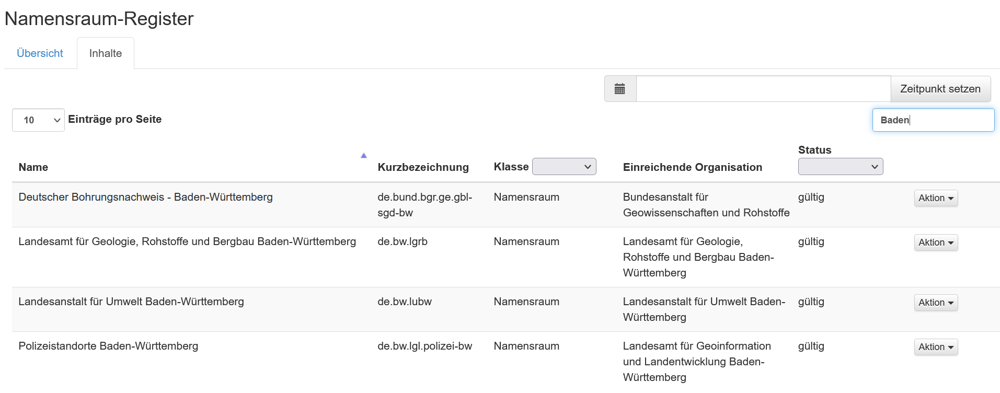 Namensraum-Register
Übersicht
Inhalte
Zeitpunkt setzen
10
Einträge pro Seite
Baden
Name
Kurzbezeichnung
Klasse
Einreichende Organisation
Status
Deutscher Bohrungsnachweis - Baden-Württemberg
de.bund.bgr.ge.gbl-
sgd-bw
Namensraum
Bundesanstalt für
Geowissenschaften und Rohstoffe
gültig
Aktion
Landesamt für Geologie, Rohstoffe und Bergbau Baden-Württemberg
de.bw.lgrb
Namensraum
Landesamt für Geologie,
Rohstoffe und Bergbau Baden-
Württemberg
gültig
Aktion
Landesanstalt für Umwelt Baden-Württemberg
de.bw.lubw
Namensraum
Landesanstalt für Umwelt Baden-
Württemberg
gültig
Aktion
Polizeistandorte Baden-Württemberg
de.bw.lgl.polizei-bw
Namensraum
Landesamt für Geoinformation
und Landentwicklung Baden-
Württemberg
gültig
Aktion